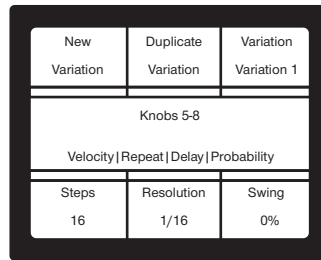 New Duplicate Variation
Variation Variation Variation 1
Knobs 5-8
Velocity|Repeat|Delay|Probability
Steps Resolution Swing
16 1/16 0%